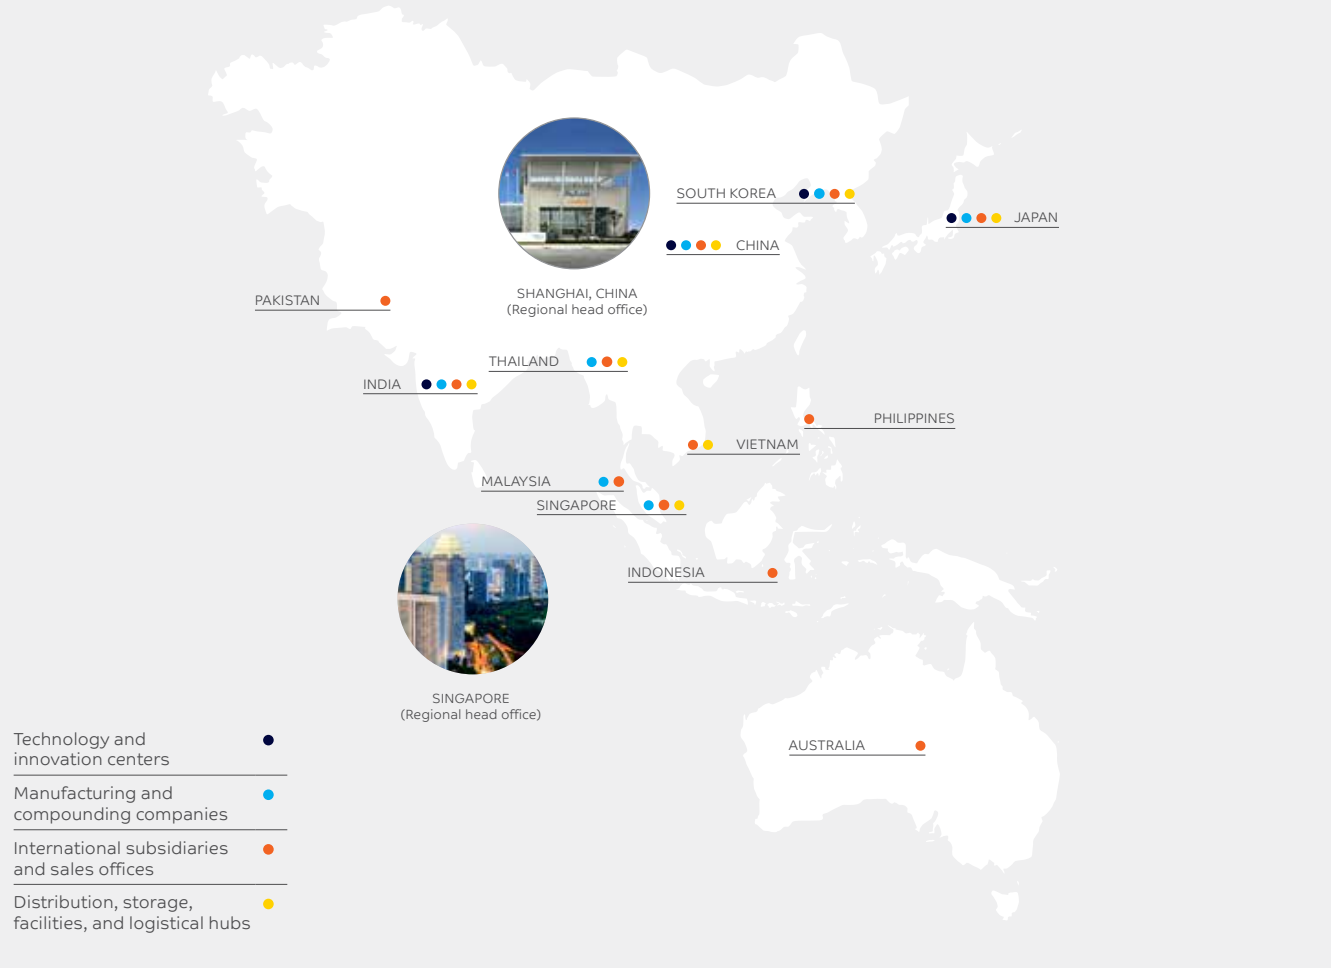 SOUTH KOREA
JAPAN
CHINA
SHANGHAI, CHINA
(Regional head office)
PAKISTAN
THAILAND
INDIA
PHILIPPINES
VIETNAM
MALAYSIA
SINGAPORE
INDONESIA
SINGAPORE
(Regional head office)
AUSTRALIA
Technology and
innovation centers
Manufacturing and
compounding companies
International subsidiaries
and sales offices
Distribution, storage,
facilities, and logistical hubs